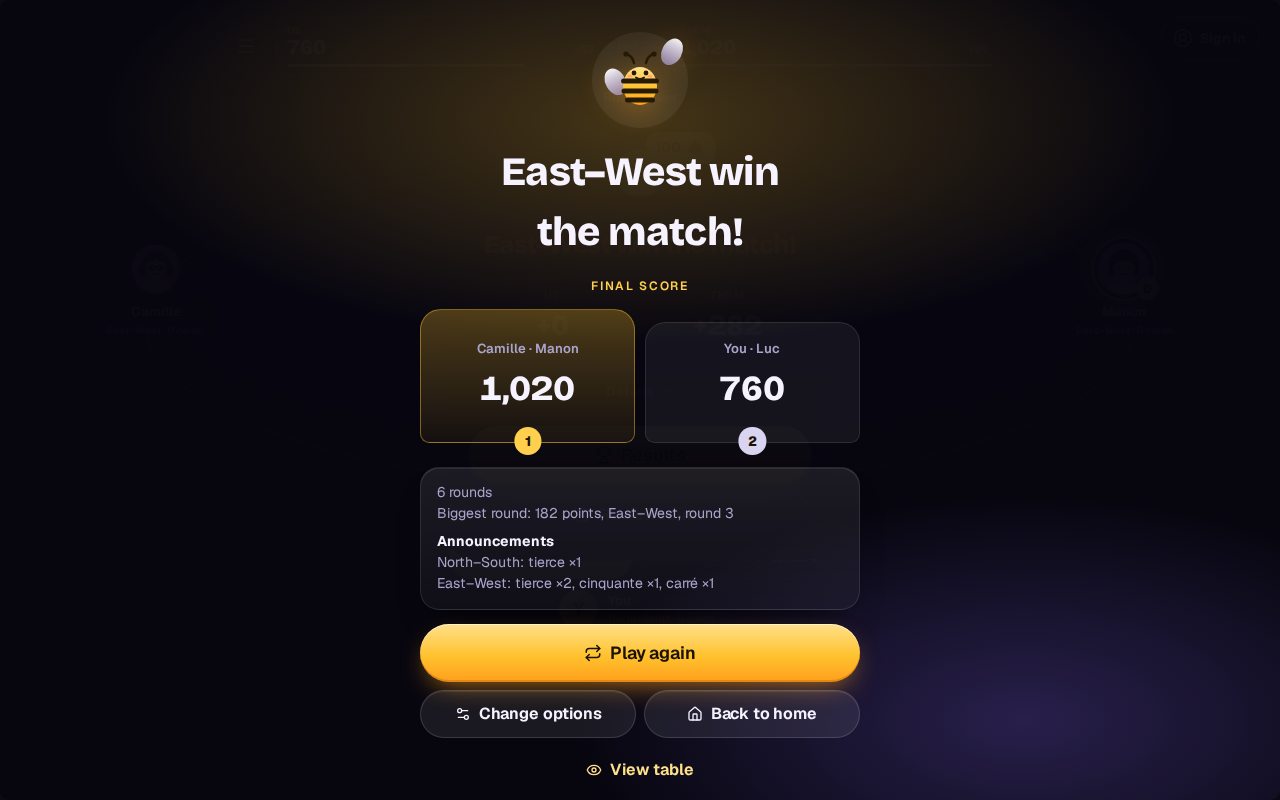 East–West win
the match!
FINAL SCORE
Camille · Manon
1,020
1
You · Luc
760
2
6 rounds
Biggest round: 182 points, East–West, round 3
Announcements
North–South: tierce ×1
East–West: tierce ×2, cinquante ×1, carré ×1
Play again
Change options
Back to home
View table